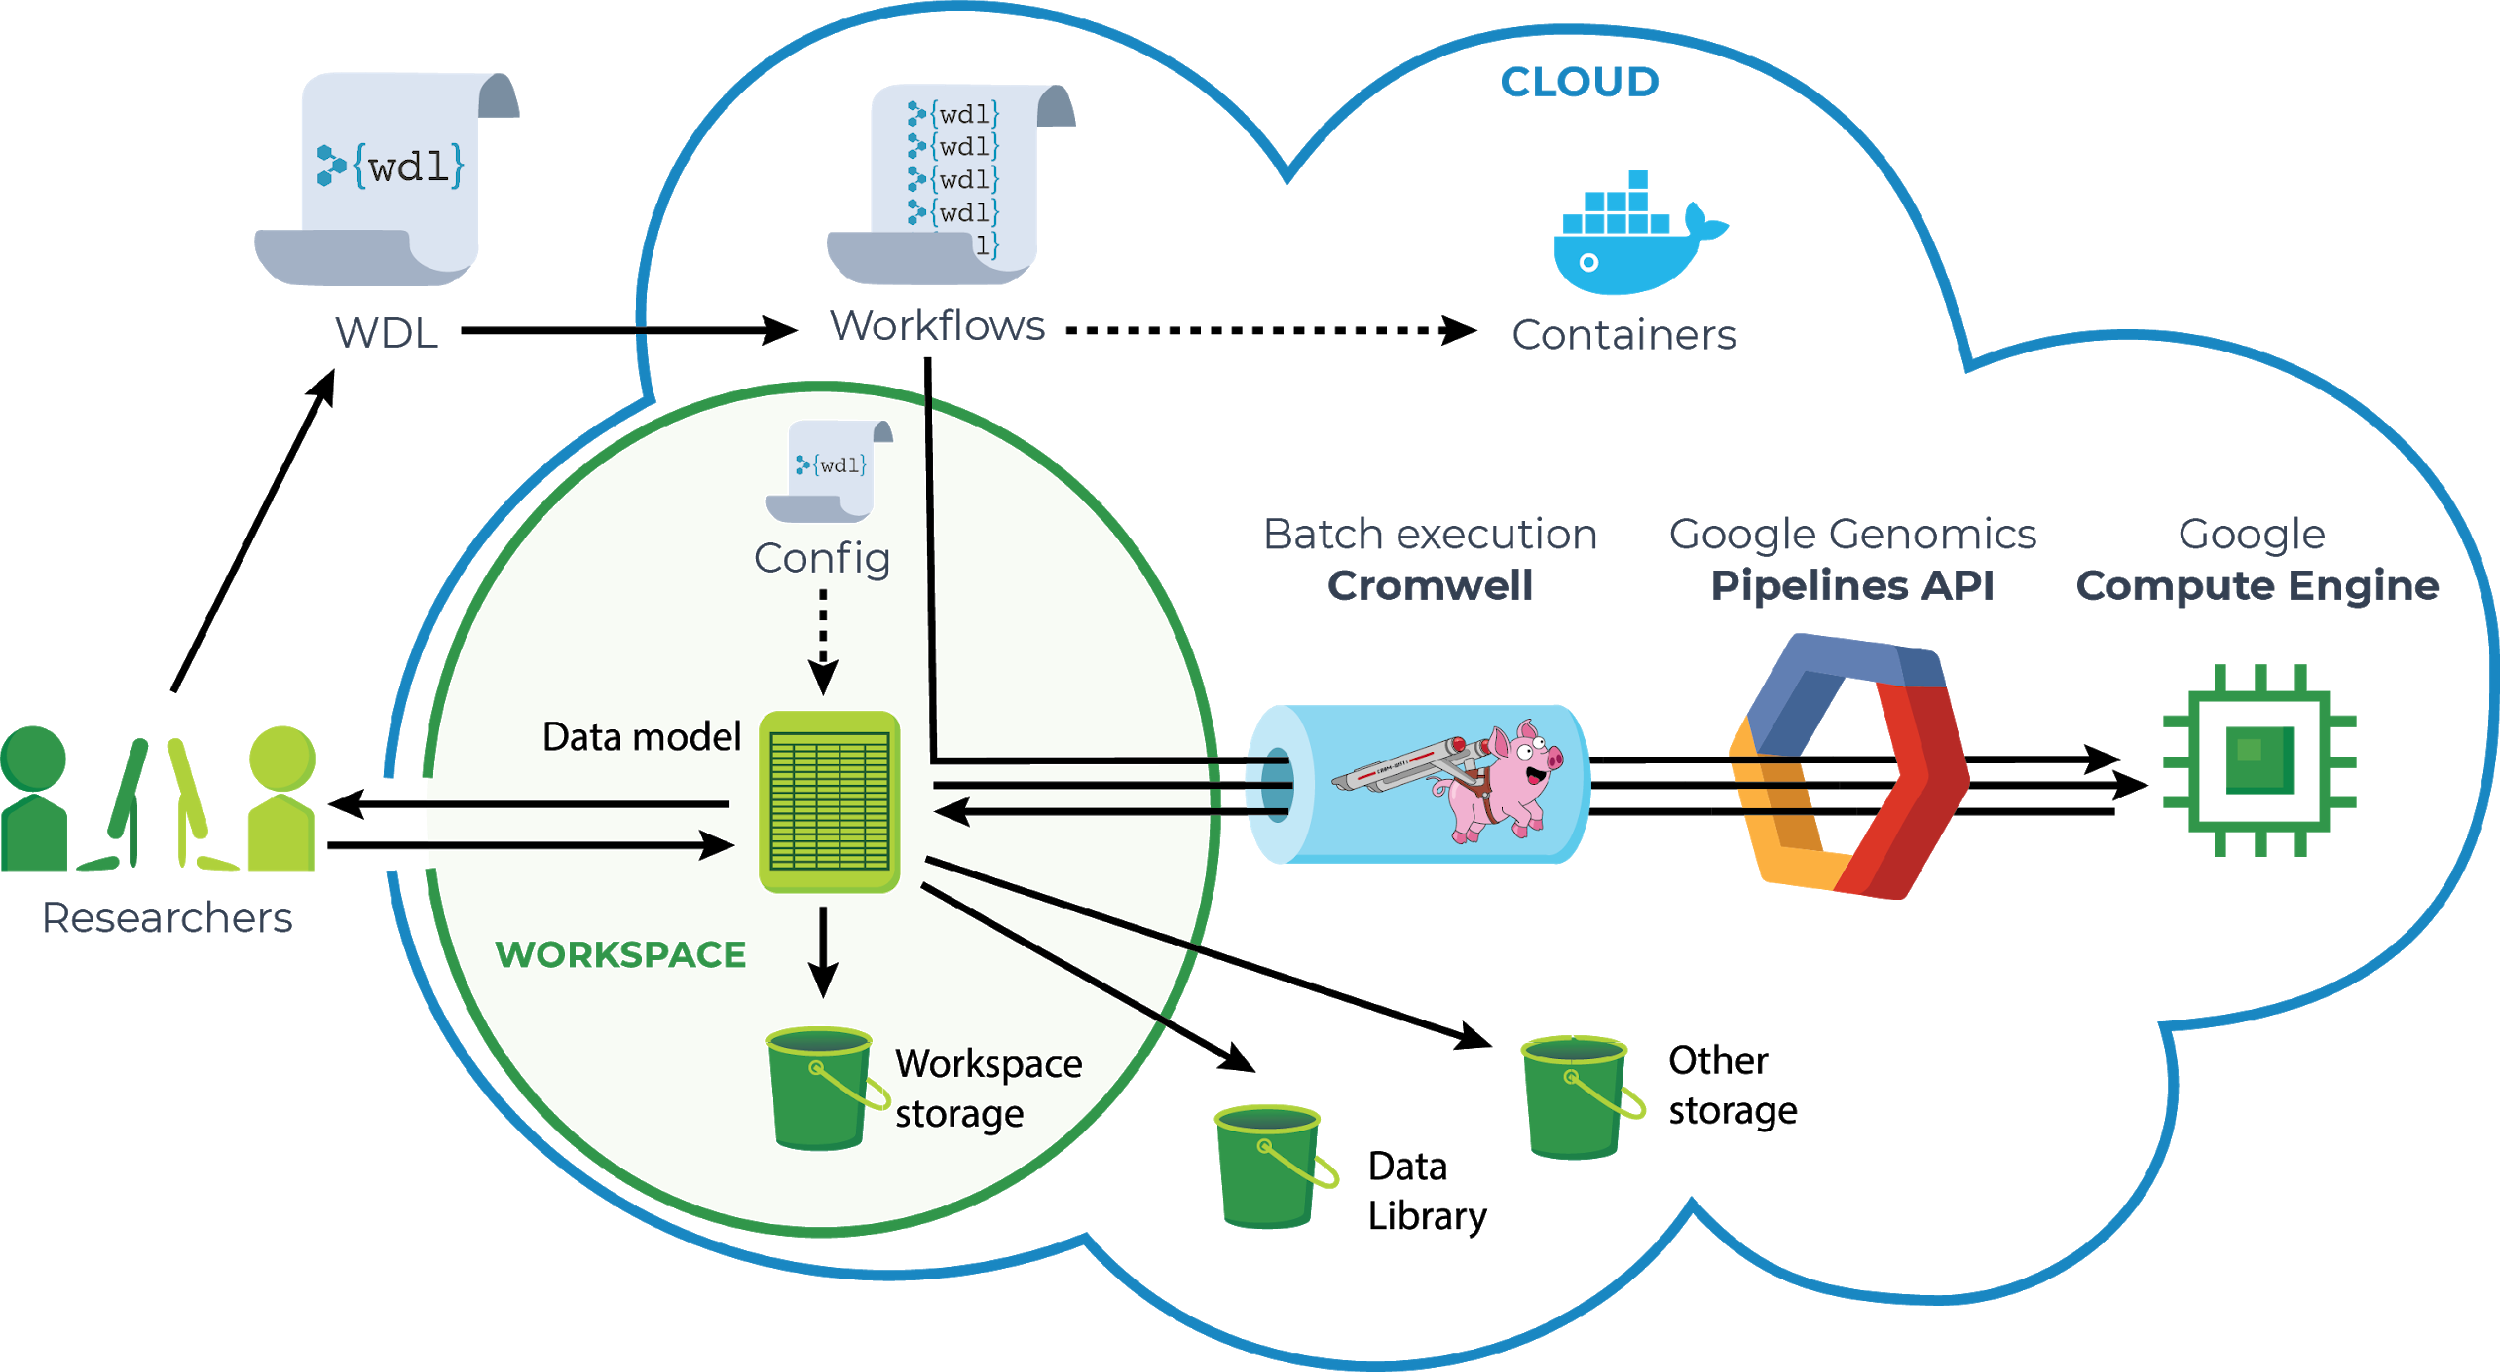 CLOUD
{wdl}
{wdl}
{wdl}
{wdl}
{wdl}
l}
WDL
Workflows
Containers
{wdl}
Config
Batch execution
Cromwell
Google Genomics
Pipelines API
Google
Compute Engine
Data model
Researchers
WORKSPACE
Workspace
storage
Other
storage
Data
Library